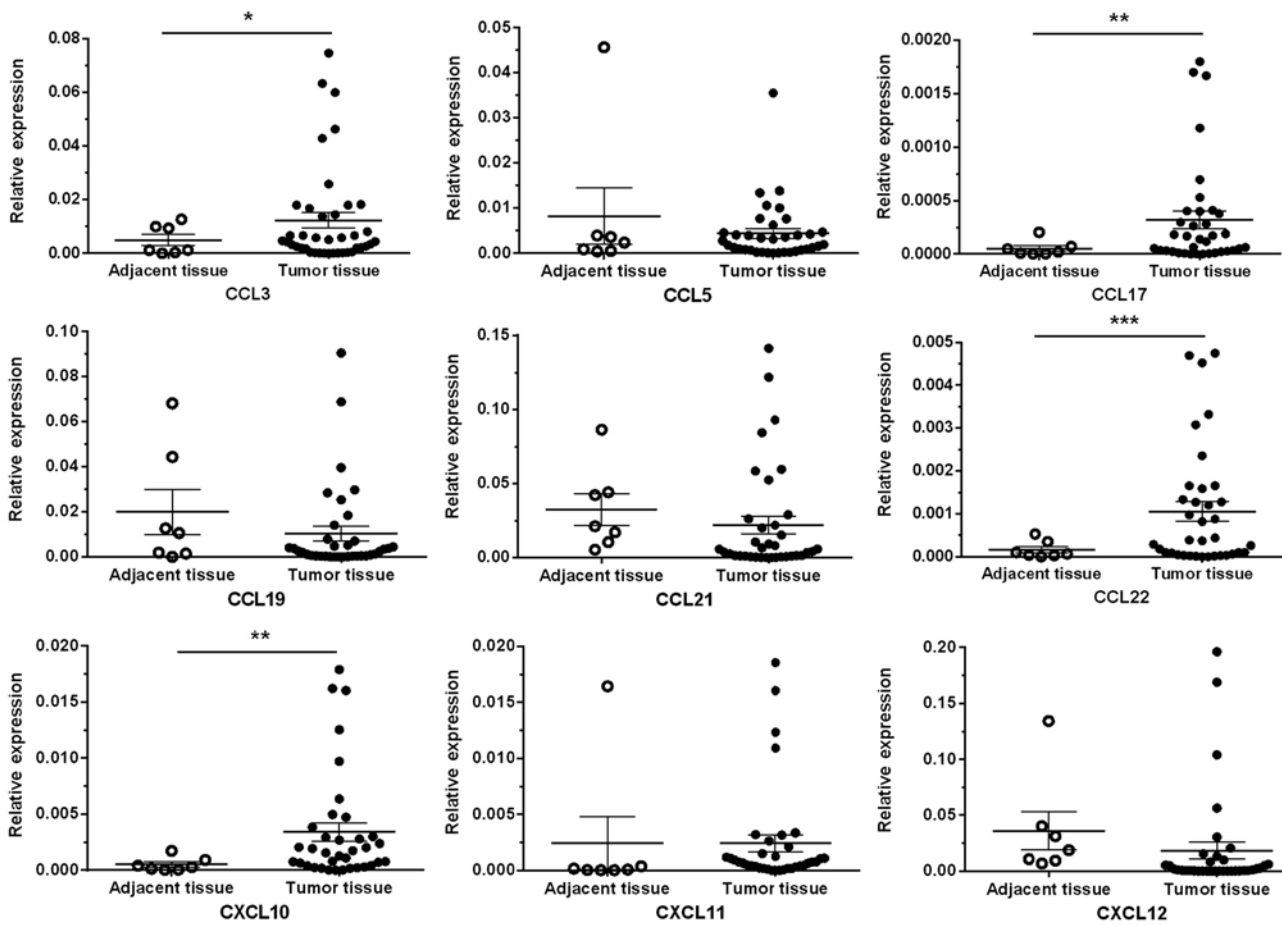 *
0.08
0.06
0.04
0.02
0.00
Relative expression
Adjacent tissue
Tumor tissue
CCL3
0.05
0.04
0.03
0.02
0.01
0.00
Relative expression
Adjacent tissue
Tumor tissue
CCL5
**
0.0020
0.0015
0.0010
0.0005
0.0000
Relative expression
Adjacent tissue
Tumor tissue
CCL17
0.10
0.08
0.06
0.04
0.02
0.00
Relative expression
Adjacent tissue
Tumor tissue
CCL19
0.15
0.10
0.05
0.00
Relative expression
Adjacent tissue
Tumor tissue
CCL21
***
0.005
0.004
0.003
0.002
0.001
0.000
Relative expression
Adjacent tissue
Tumor tissue
CCL22
**
0.020
0.015
0.010
0.005
0.000
Relative expression
Adjacent tissue
Tumor tissue
CXCL10
0.020
0.015
0.010
0.005
0.000
Relative expression
Adjacent tissue
Tumor tissue
CXCL11
0.20
0.15
0.10
0.05
0.00
Relative expression
Adjacent tissue
Tumor tissue
CXCL12